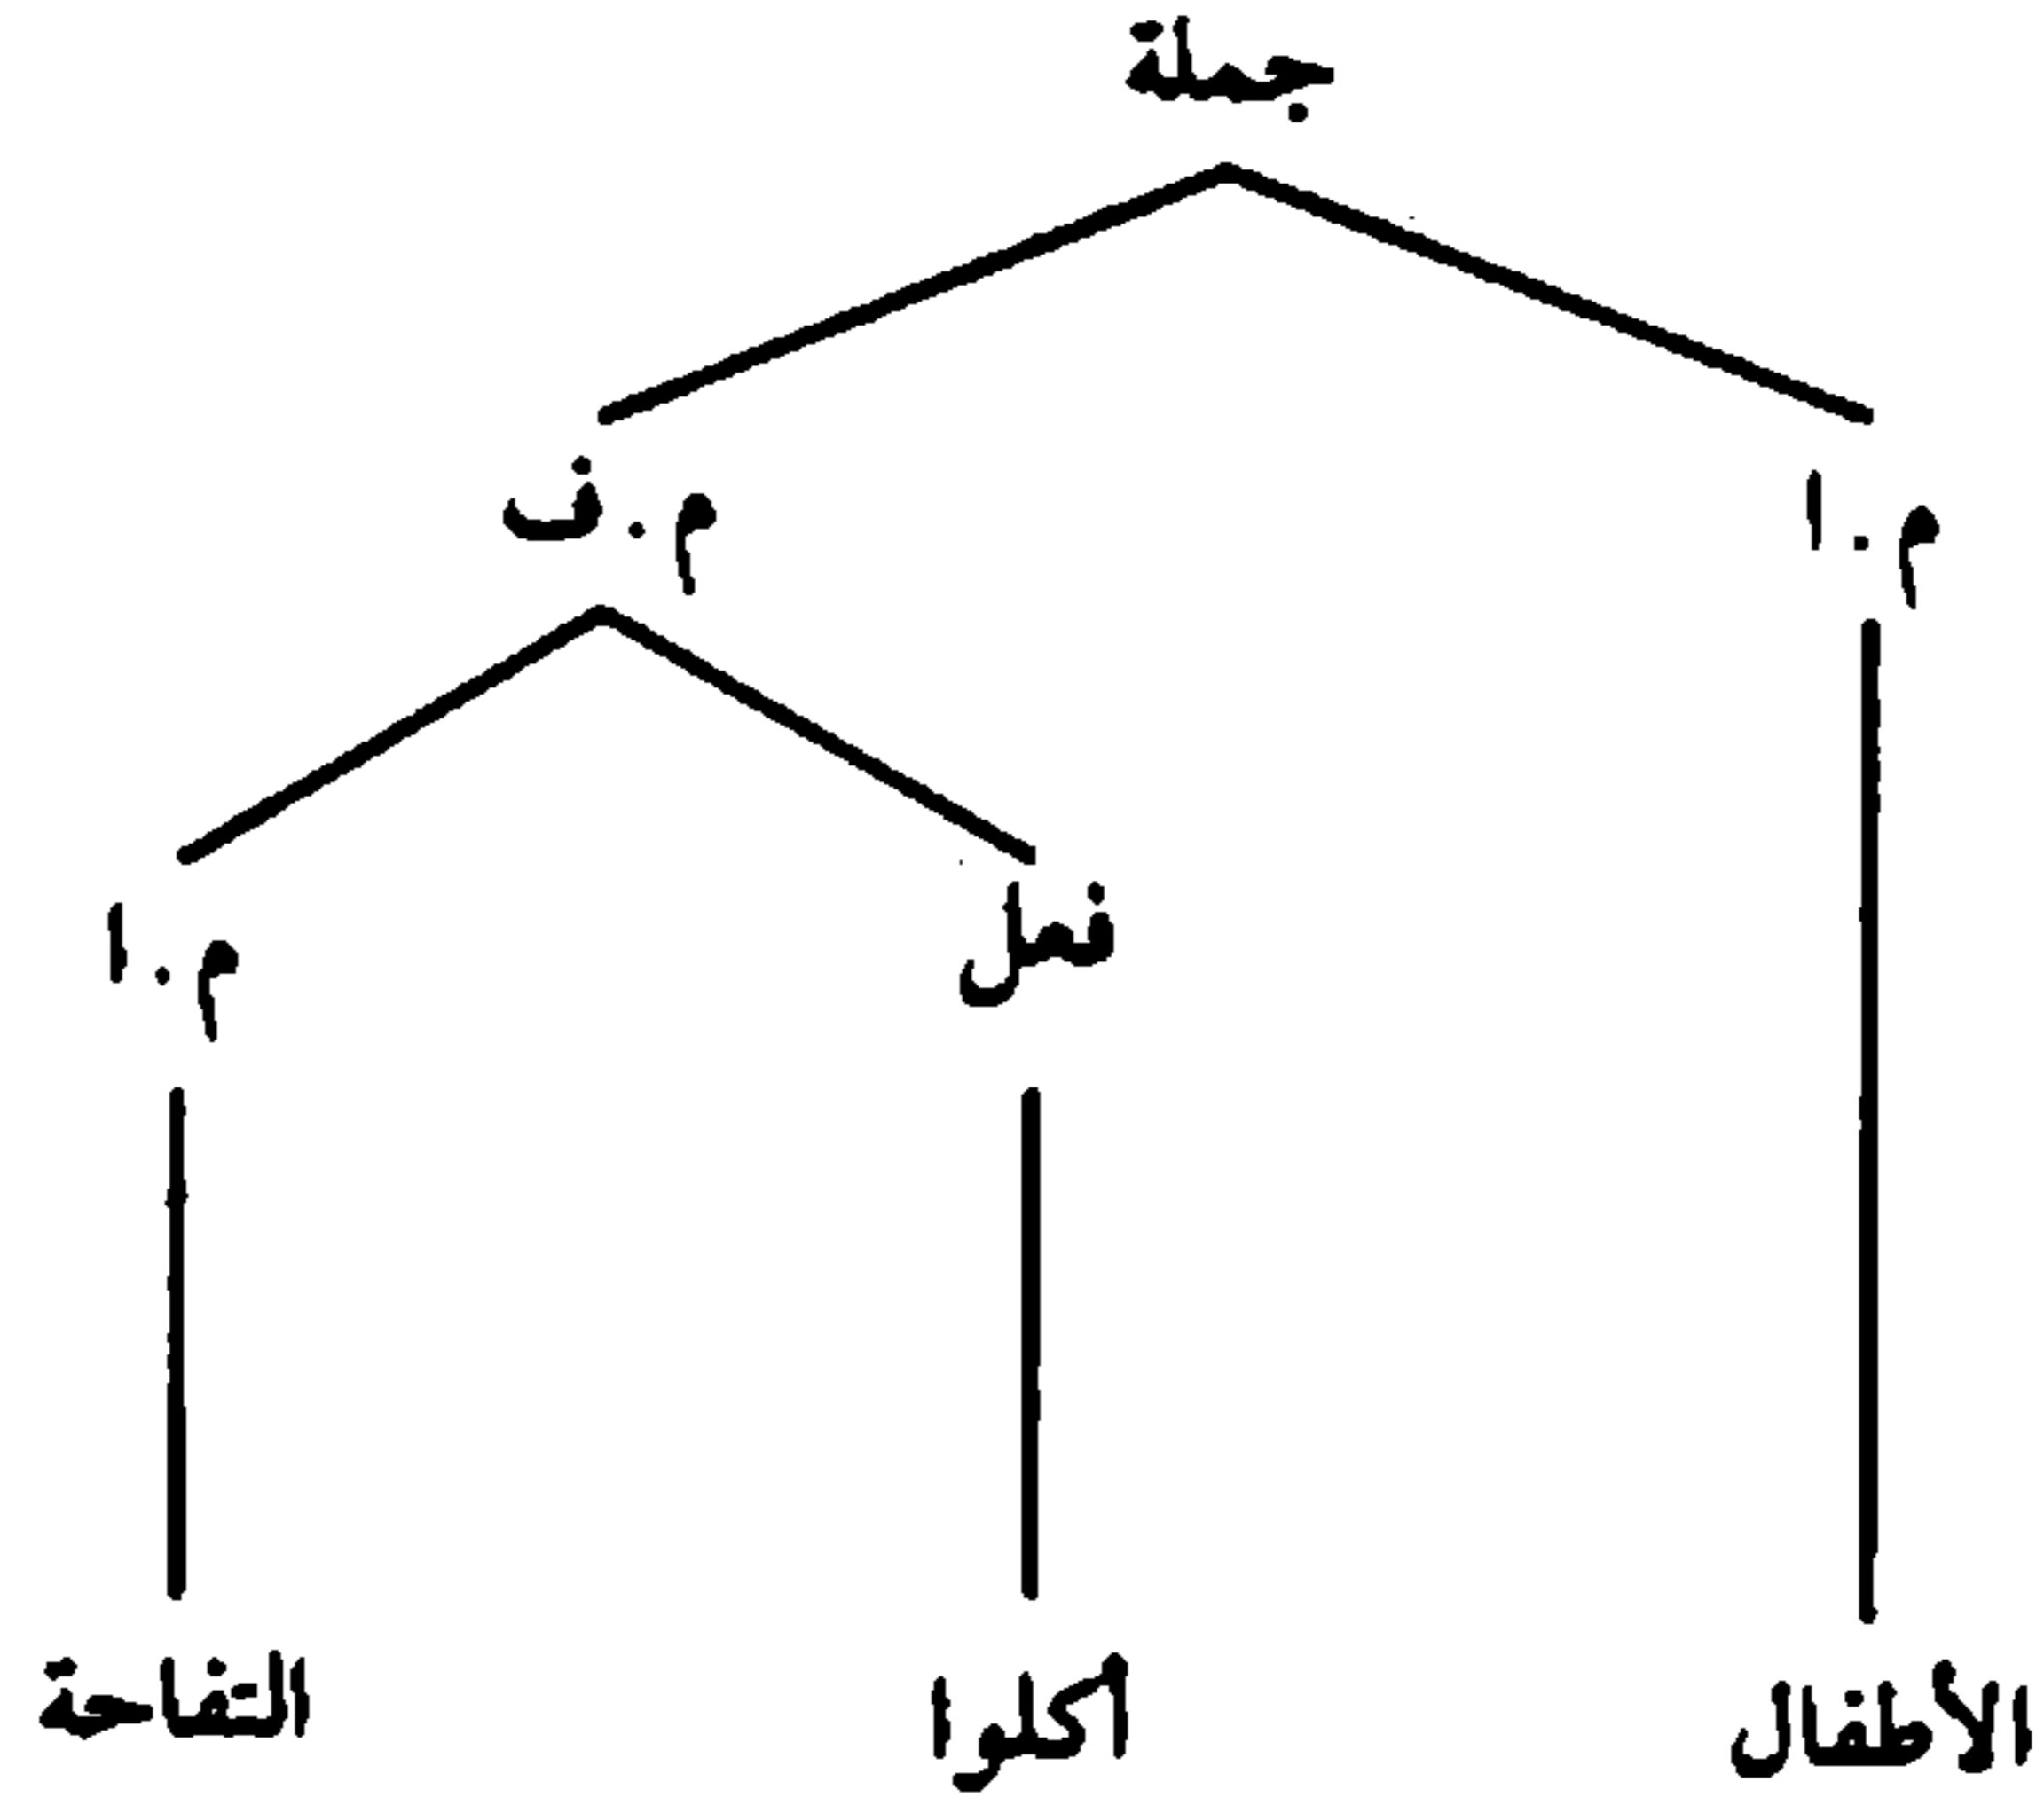 جملة
م.ا م.ف
فعل م.ا
الأطفال أكلوا التفاحة